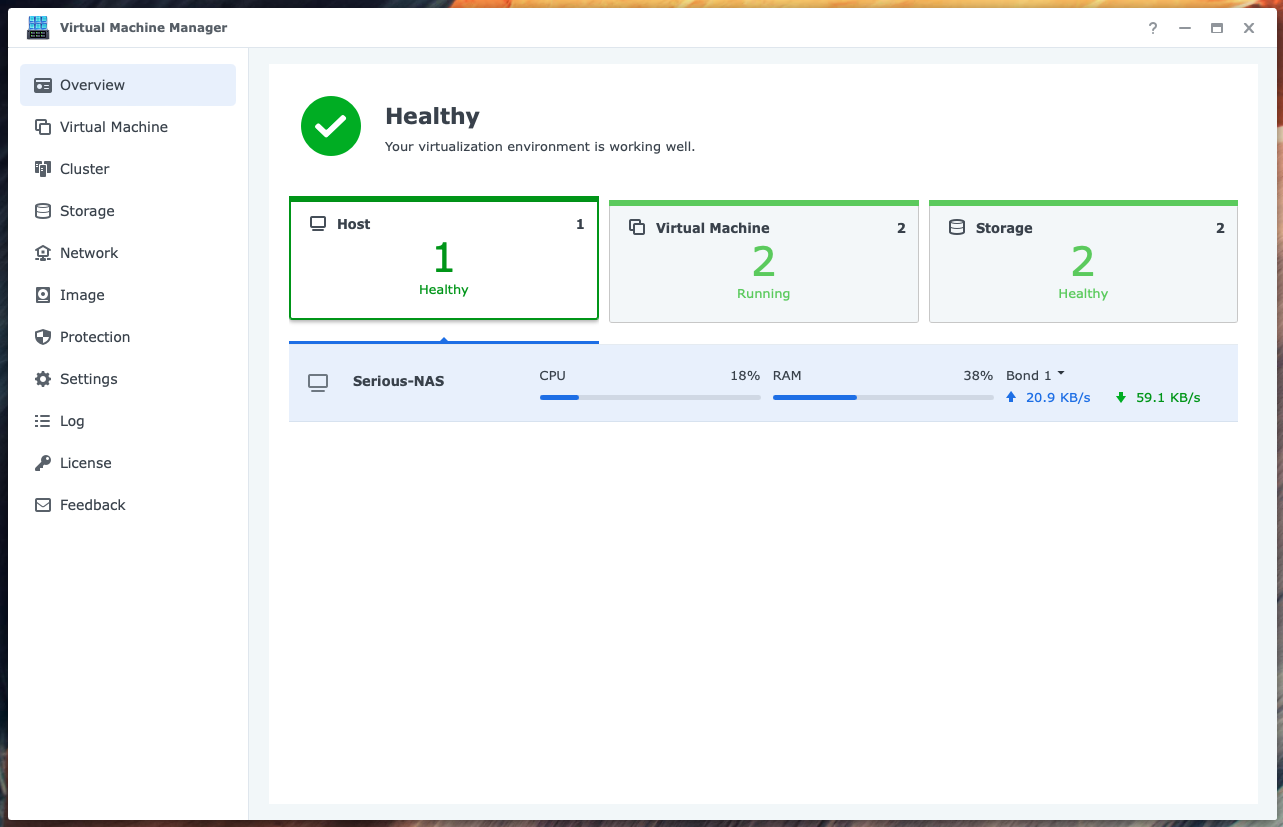 Virtual Machine Manager
?
Overview
Virtual Machine
Cluster
Storage
Network
Image
Protection
Settings
Log
License
Feedback
Healthy
Your virtualization environment is working well.
Host 1
1
Healthy
Virtual Machine 2
2
Running
Storage 2
2
Healthy
Serious-NAS
CPU 18%
RAM 38%
Bond 1
20.9 KB/s 59.1 KB/s